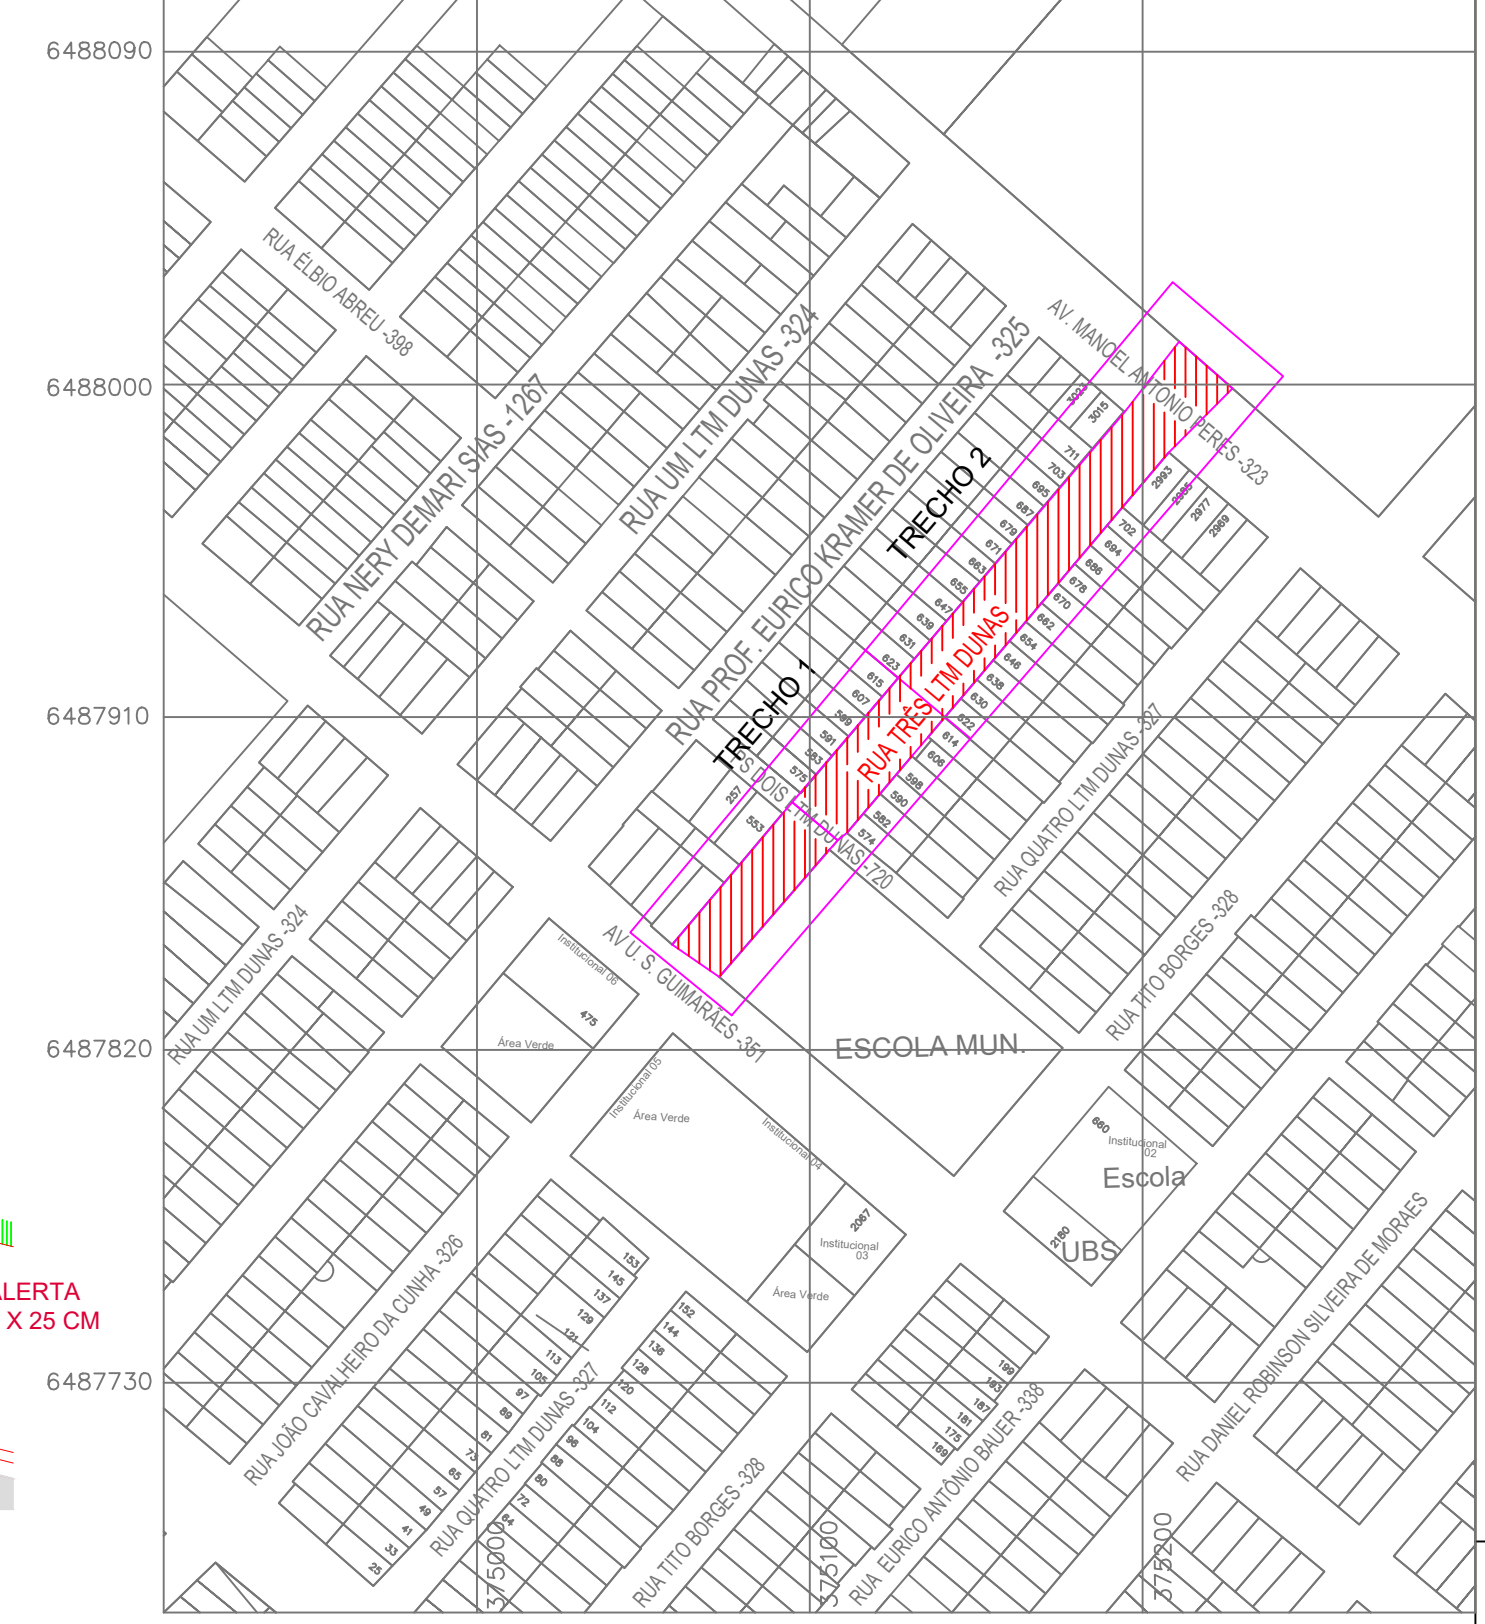 6488090
RUA ÉLBIO ABREU -398
AV. MANOEL ANTONIO PERES -323
6488000
RUA NERY DEMARI SIAS -1267
RUA UM LTM DUNAS -324
RUA PROF. EURICO KRAMER DE OLIVEIRA -325
TRECHO 2
3023
3015
711
703
695
687
679
671
663
655
647
639
631
623
615
607
599
591
583
575
2993
2985
2977
2969
702
694
686
678
670
662
654
646
638
630
622
614
606
598
590
582
574
RUA TRÊS LTM DUNAS
6487910
TRECHO 1
257
553
DOIS LTM DUNAS -720
RUA QUATRO LTM DUNAS -327
RUA UM LTM DUNAS -324
RUA TITO BORGES -328
AV U. S. GUIMARÃES -351
Institucional 06
475
Área Verde
6487820
ESCOLA MUN.
Institucional 05
Área Verde
Institucional 04
660
Institucional
02
Escola
2180
UBS
2067
Institucional
03
Área Verde
RUA JOÃO CAVALHEIRO DA CUNHA -326
RUA DANIEL ROBINSON SILVEIRA DE MORAES
LERTA
X 25 CM
153
145
137
129
121
113
105
97
89
81
73
65
57
49
41
33
25
152
144
136
128
120
112
104
96
88
80
72
64
199
193
187
181
175
169
6487730
RUA QUATRO LTM DUNAS -327
RUA TITO BORGES -328
RUA EURICO ANTÔNIO BAUER -338
375000
375100
375200